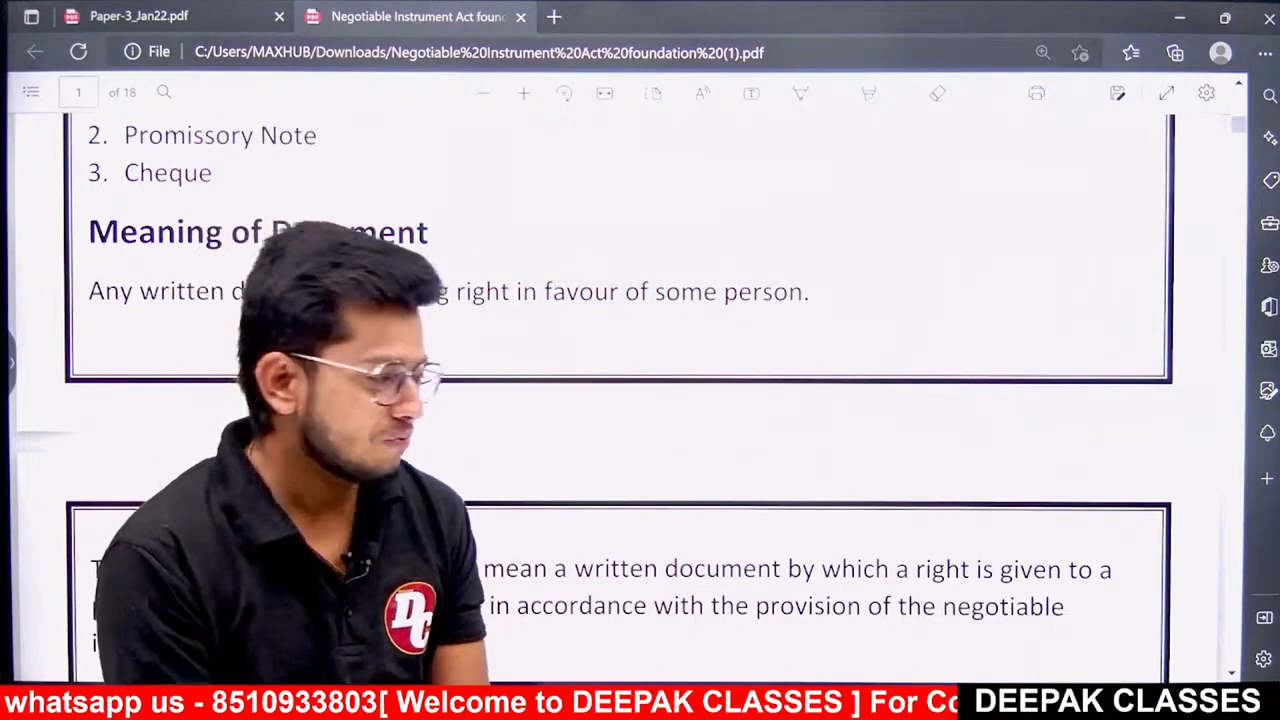 Paper-3_Jan22.pdf
Negotiable Instrument Act foun
File C:/Users/MAXHUB/Downloads/Negotiable%20Instrument%20Act%20foundation%20(1).pdf
1 of 18
2. Promissory Note
3. Cheque
Meaning of
Any written right in favour of some person.
mean a written document by which a right is given to a
in accordance with the provision of the negotiable
DC
whatsapp us - 8510933803[ Welcome to DEEPAK CLASSES ] For Co
DEEPAK CLASSES